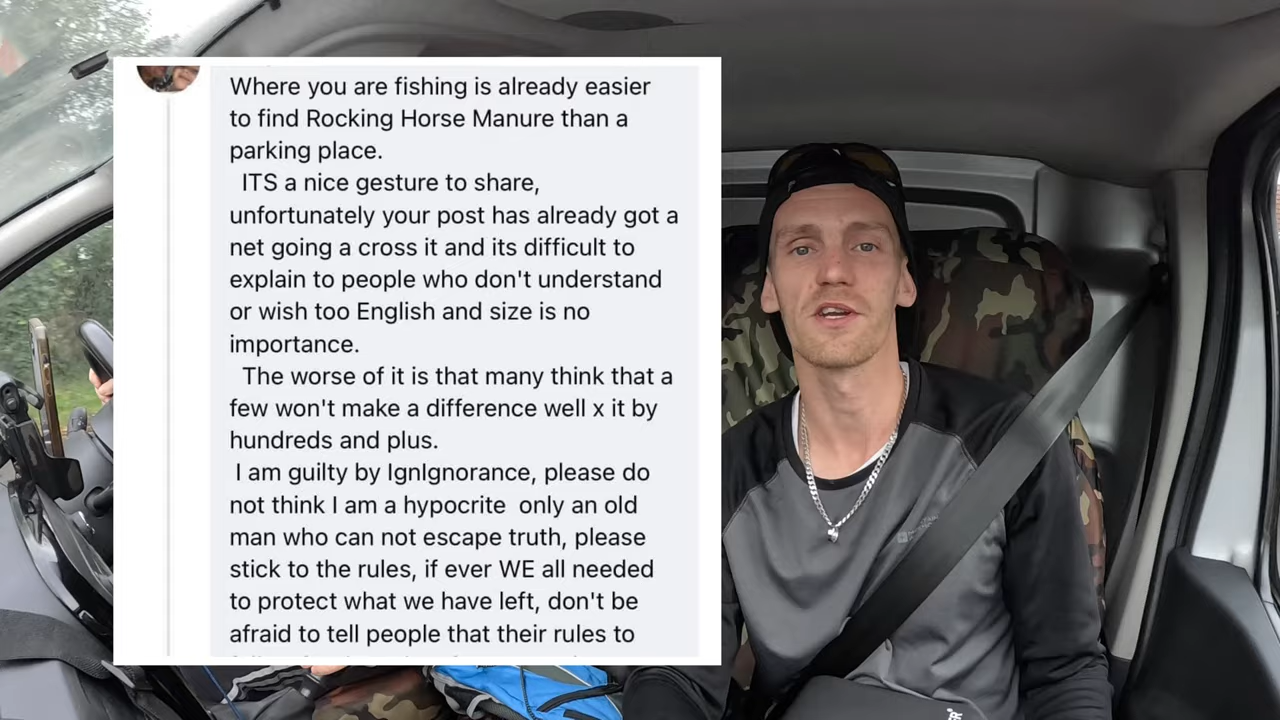 Where you are fishing is already easier
to find Rocking Horse Manure than a
parking place.
ITS a nice gesture to share,
unfortunately your post has already got a
net going a cross it and its difficult to
explain to people who don't understand
or wish too English and size is no
importance.
The worse of it is that many think that a
few won't make a difference well x it by
hundreds and plus.
I am guilty by IgnIgnorance, please do
not think I am a hypocrite only an old
man who can not escape truth, please
stick to the rules, if ever WE all needed
to protect what we have left, don't be
afraid to tell people that their rules to